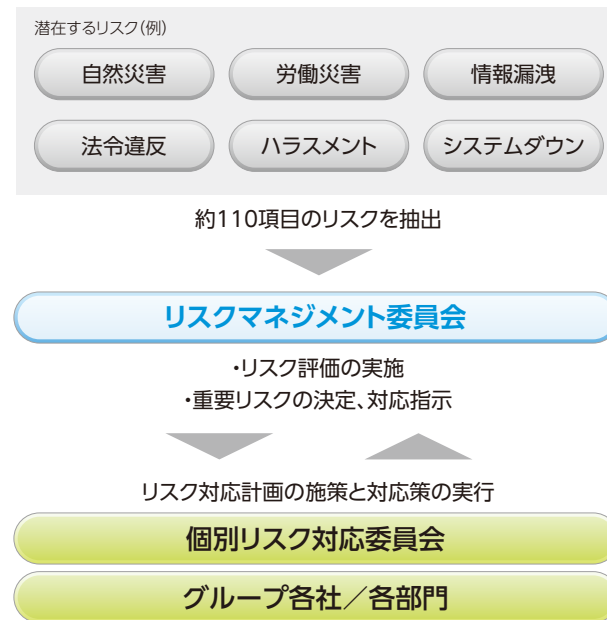 潜在するリスク(例)
自然災害 労働災害 情報漏洩
法令違反 ハラスメント システムダウン
約110項目のリスクを抽出
リスクマネジメント委員会
・リスク評価の実施
・重要リスクの決定、対応指示
リスク対応計画の施策と対応策の実行
個別リスク対応委員会
グループ各社／各部門